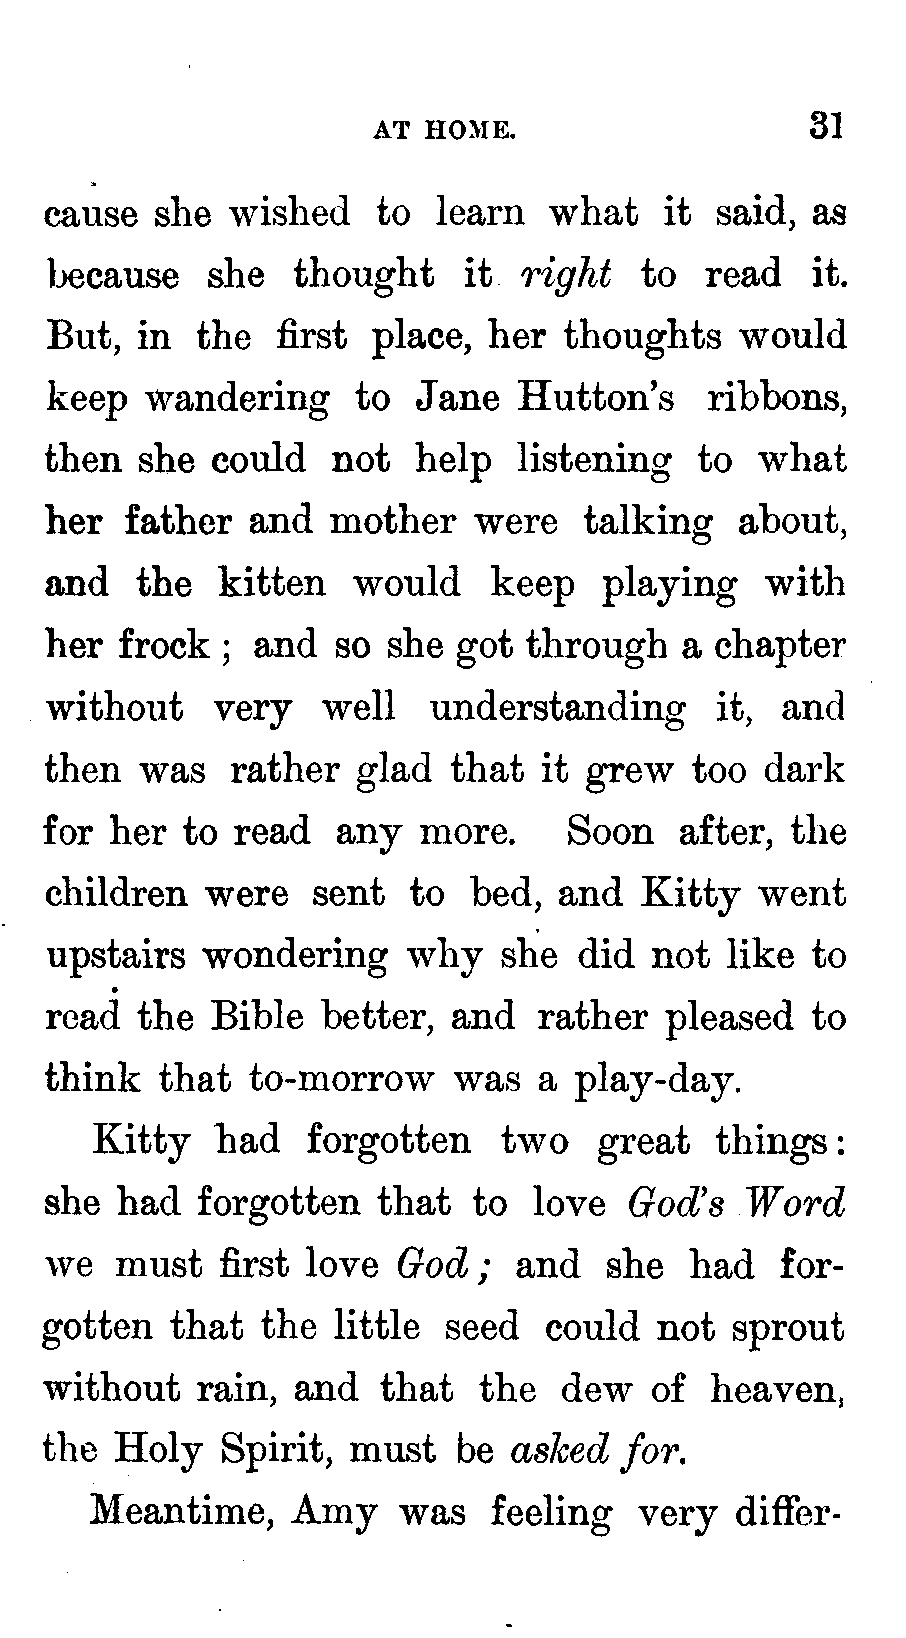 AT HOME. 31
cause she wished to learn what it said, as
because she thought it right to read it.
But, in the first place, her thoughts would
keep wandering to Jane Hutton's ribbons,
then she could not help listening to what
her father and mother were talking about,
and the kitten would keep playing with
her frock ; and so she got through a chapter
without very well understanding it, and
then was rather glad that it grew too dark
for her to read any more. Soon after, the
children were sent to bed, and Kitty went
upstairs wondering why she did not like to
read the Bible better, and rather pleased to
think that to-morrow was a play-day.
Kitty had forgotten two great things :
she had forgotten that to love God's Word
we must first love God ; and she had for-
gotten that the little seed could not sprout
without rain, and that the dew of heaven,
the Holy Spirit, must be asked for.
Meantime, Amy was feeling very differ-